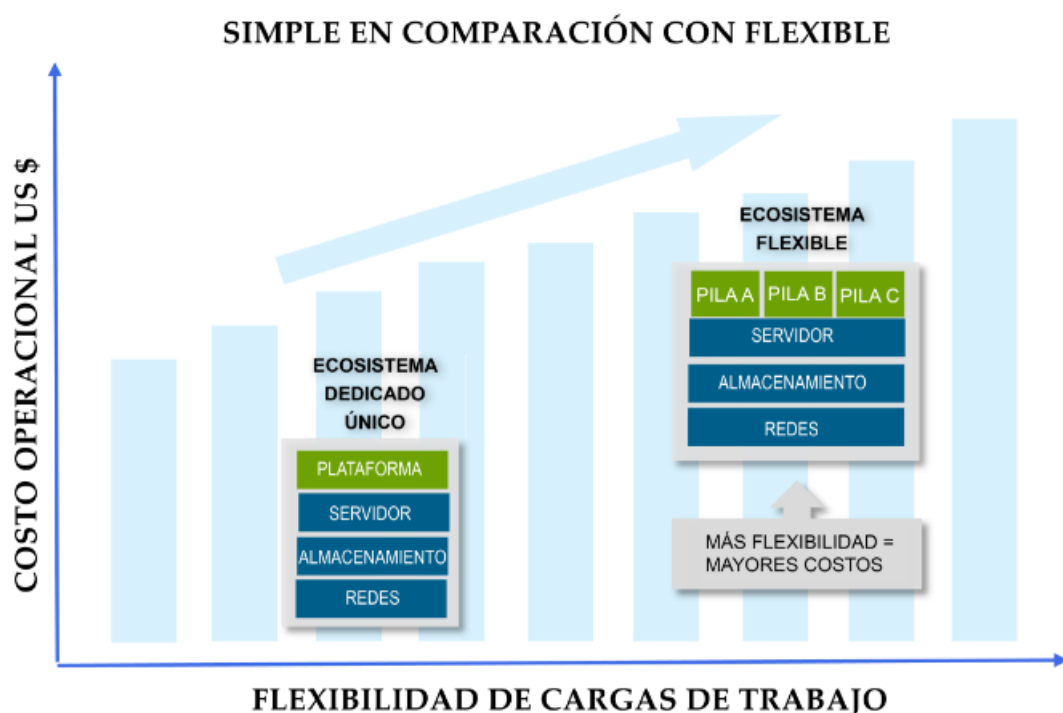 SIMPLE EN COMPARACIÓN CON FLEXIBLE
COSTO OPERACIONAL US $
ECOSISTEMA
DEDICADO
ÚNICO
PLATAFORMA
SERVIDOR
ALMACENAMIENTO
REDES
ECOSISTEMA
FLEXIBLE
PILA A PILA B PILA C
SERVIDOR
ALMACENAMIENTO
REDES
MÁS FLEXIBILIDAD =
MAYORES COSTOS
FLEXIBILIDAD DE CARGAS DE TRABAJO